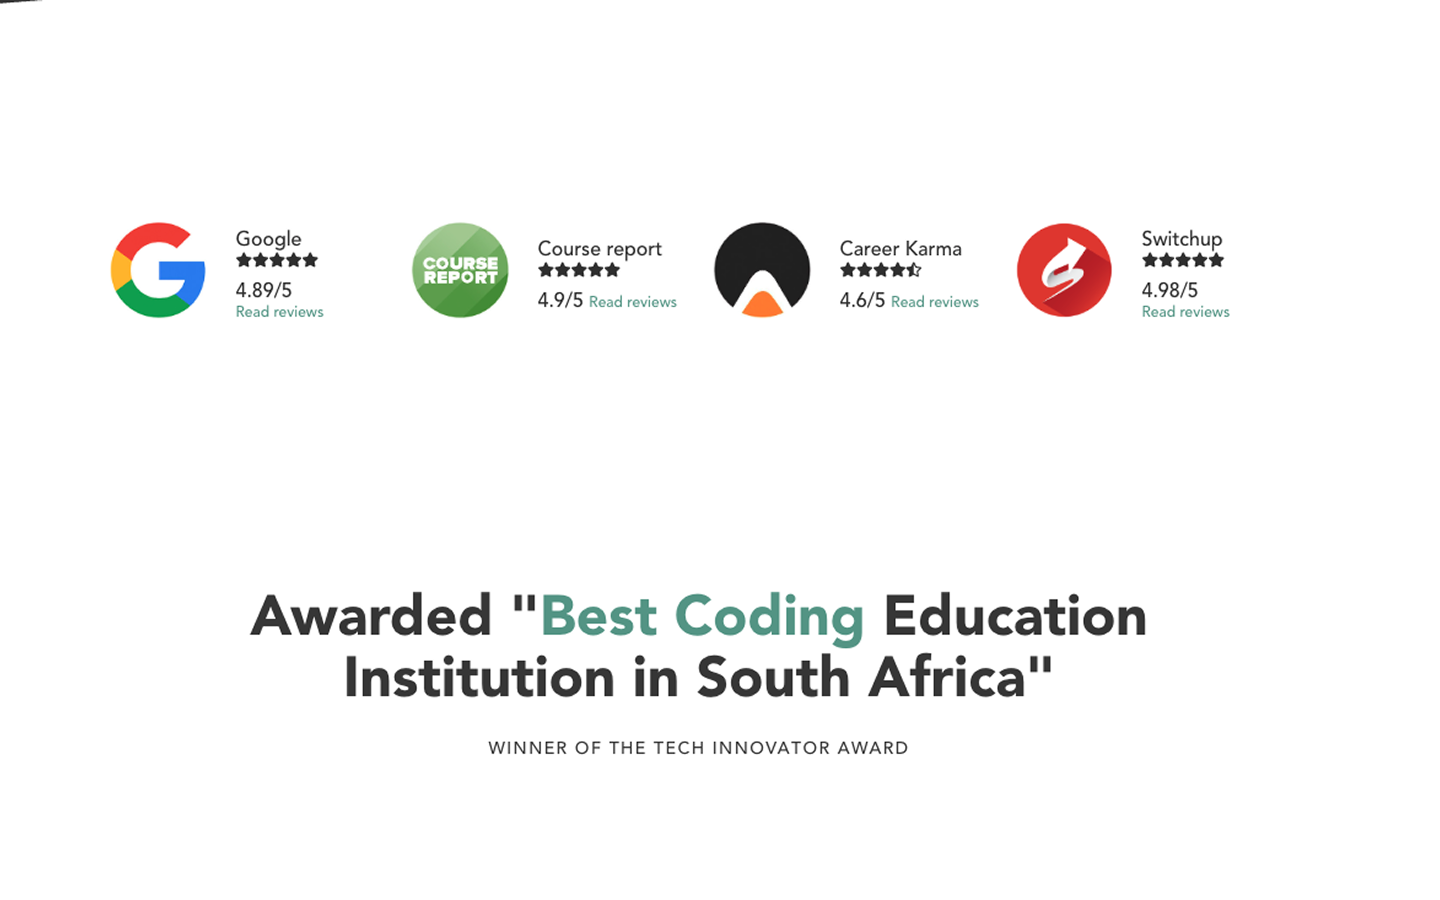 Google
4.89/5
Read reviews
COURSE
REPORT
Course report
4.9/5 Read reviews
Career Karma
4.6/5 Read reviews
Switchup
4.98/5
Read reviews
Awarded "Best Coding Education
Institution in South Africa"
WINNER OF THE TECH INNOVATOR AWARD